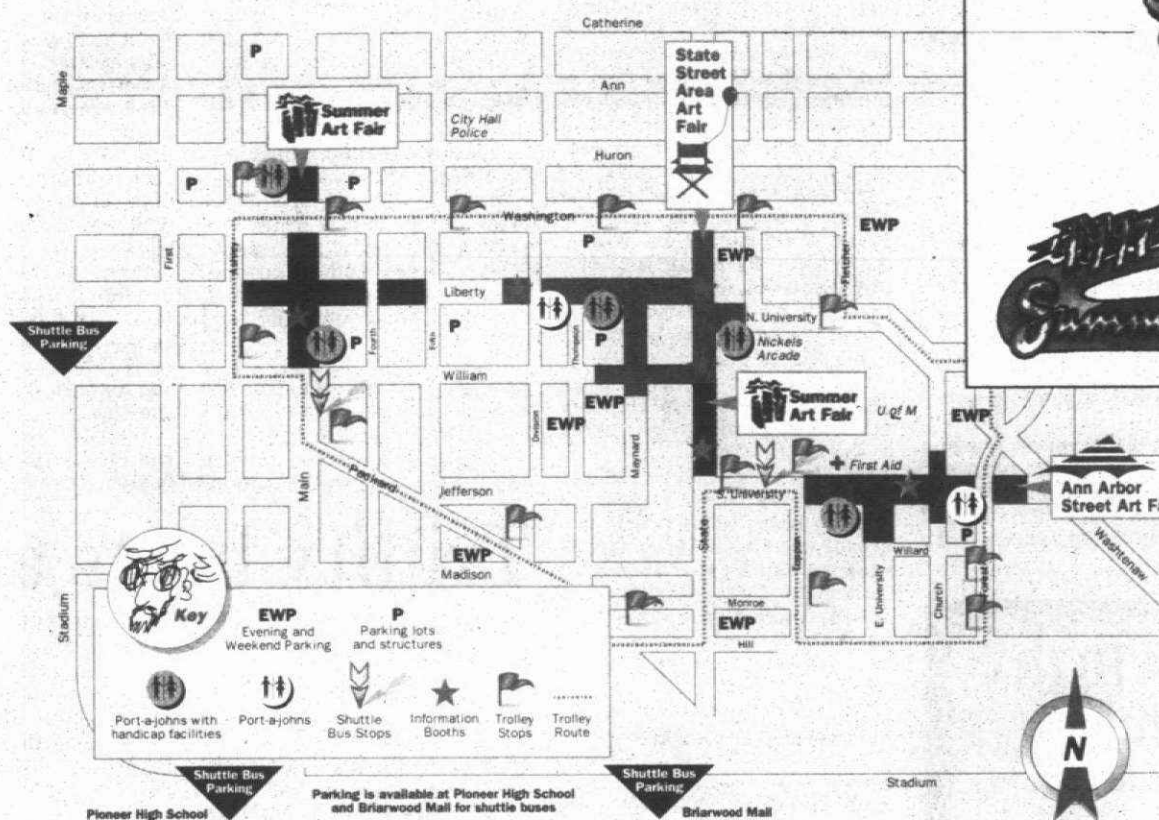 Catherine
Maple
P
State
Street
Area
Art
Fair
Ann
Summer
Art Fair
City Hall
Police
Huron
P
P
Washington
EWP
First
Ashley
P
EWP
Fletcher
Liberty
Shuttle Bus
Parking
P
Fourth
Fifth
P
Thompson
P
N. University
Nickels
Arcade
William
Summer
Art Fair
U of M
EWP
EWP
EWP
Division
Maynard
First Aid
Main
Packard
Jefferson
S. University
Ann Arbor
Street Art Fa
P
Washtenaw
State
Tappan
Willard
EWP
Madison
E. University
Church
Forest
Stadium
Monroe
EWP
Hill
Key
EWP
Evening and
Weekend Parking
P
Parking lots
and structures
Port-a-johns with
handicap facilities
Port-a-johns
Shuttle
Bus Stops
Information
Booths
Trolley
Stops
Trolley
Route
N
Shuttle Bus
Parking
Pioneer High School
Parking is available at Pioneer High School
and Briarwood Mall for shuttle buses
Shuttle Bus
Parking
Briarwood Mall
Stadium